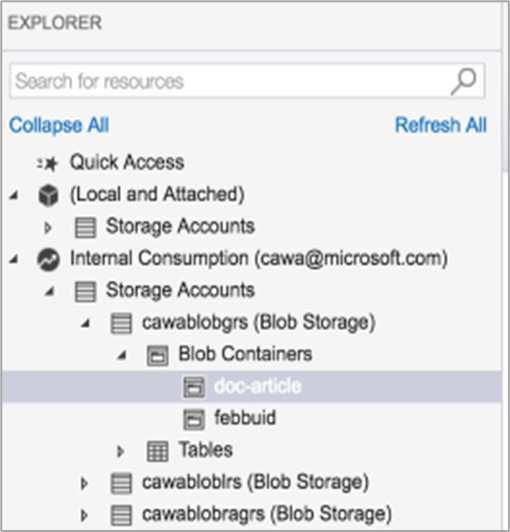 EXPLORER
Search for resources
Collapse All Refresh All
Quick Access
(Local and Attached)
Storage Accounts
Internal Consumption (cawa@microsoft.com)
Storage Accounts
cawablobgrs (Blob Storage)
Blob Containers
doc-article
febbuid
Tables
cawabloblrs (Blob Storage)
cawablobragrs (Blob Storage)